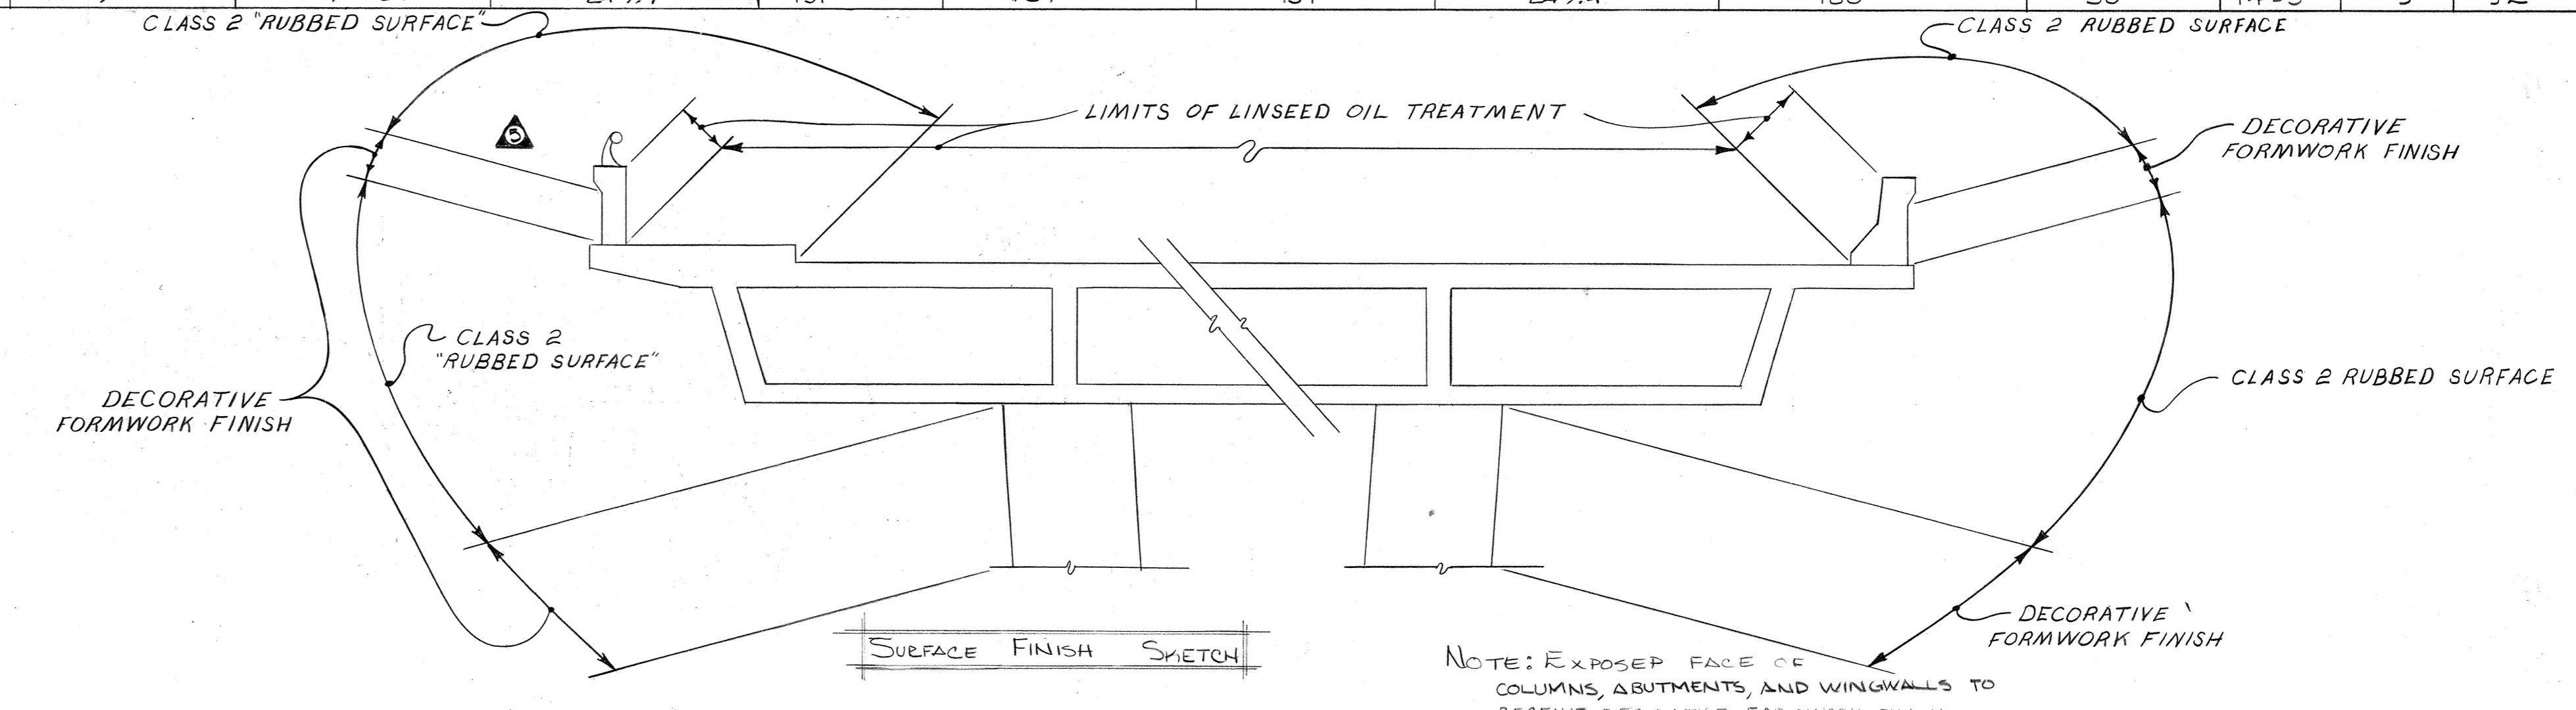 CLASS 2 "RUBBED SURFACE"
CLASS 2 RUBBED SURFACE
LIMITS OF LINSEED OIL TREATMENT
5
DECORATIVE
FORMWORK FINISH
CLASS 2
"RUBBED SURFACE"
DECORATIVE
FORMWORK FINISH
CLASS 2 RUBBED SURFACE
DECORATIVE
FORMWORK FINISH
SURFACE FINISH SKETCH
NOTE: EXPOSED FACE OF
COLUMNS, ABUTMENTS, AND WINGWALLS TO